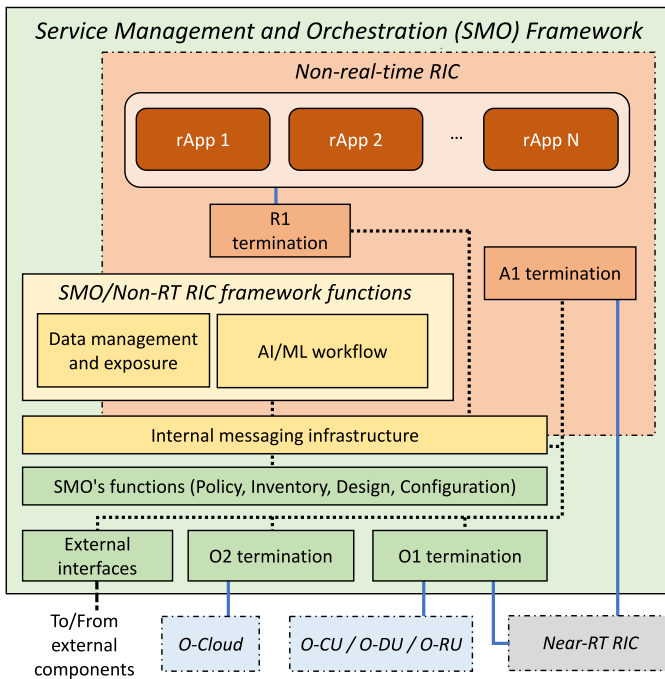 Service Management and Orchestration (SMO) Framework
Non-real-time RIC
rApp 1
rApp 2
...
rApp N
R1
termination
A1 termination
SMO/Non-RT RIC framework functions
Data management
and exposure
AI/ML workflow
Internal messaging infrastructure
SMO's functions (Policy, Inventory, Design, Configuration)
External
interfaces
O2 termination
O1 termination
To/From
external
components
O-Cloud
O-CU / O-DU / O-RU
Near-RT RIC